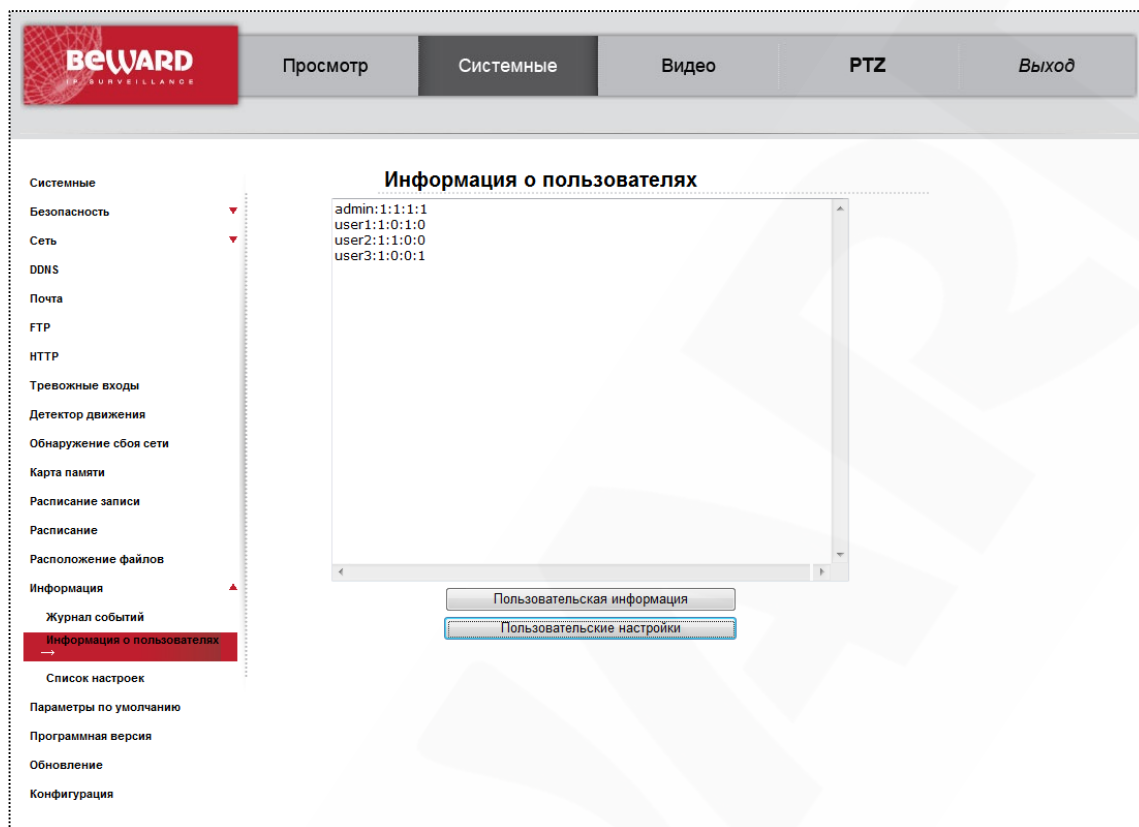 BEWARD
IP SURVEILLANCE
Просмотр
Системные
Видео
PTZ
Выход
Системные
Безопасность
Сеть
DDNS
Почта
FTP
HTTP
Тревожные входы
Детектор движения
Обнаружение сбоя сети
Карта памяти
Расписание записи
Расписание
Расположение файлов
Информация
Журнал событий
Информация о пользователях
Список настроек
Параметры по умолчанию
Программная версия
Обновление
Конфигурация
Информация о пользователях
admin:1:1:1:1
user1:1:0:1:0
user2:1:1:0:0
user3:1:0:0:1
Пользовательская информация
Пользовательские настройки